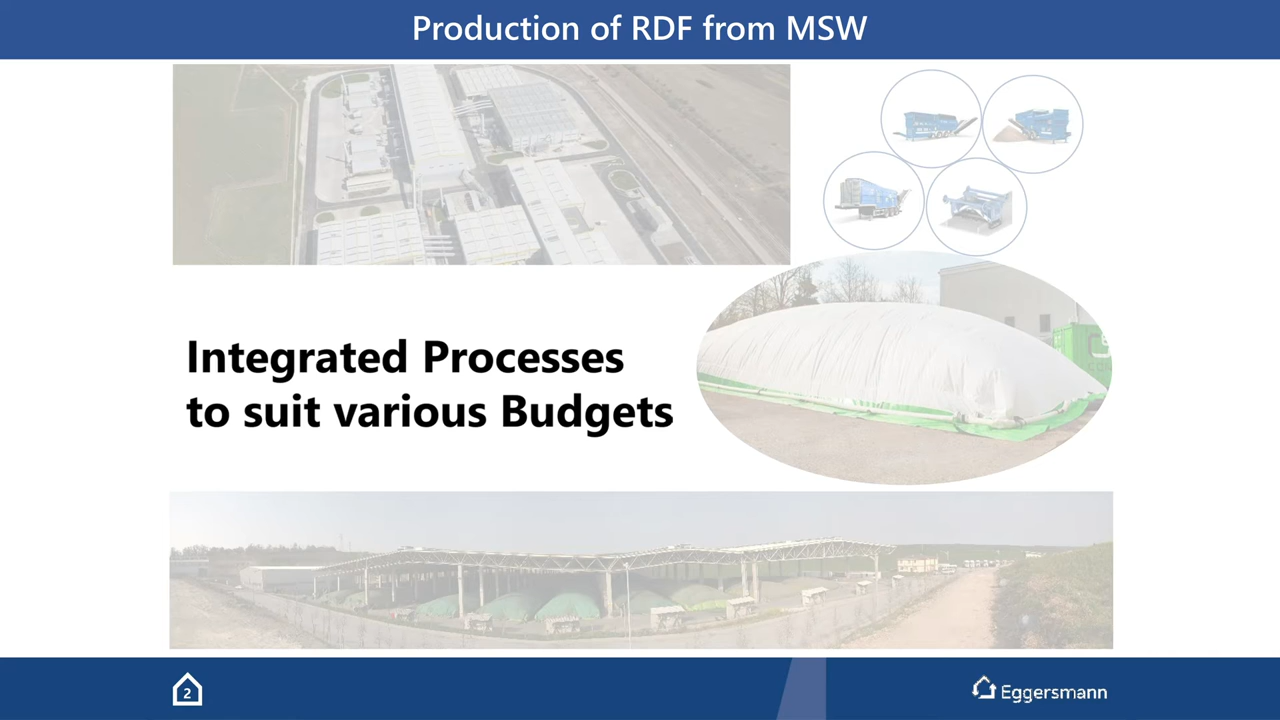 Production of RDF from MSW
Integrated Processes
to suit various Budgets
2
Eggersmann